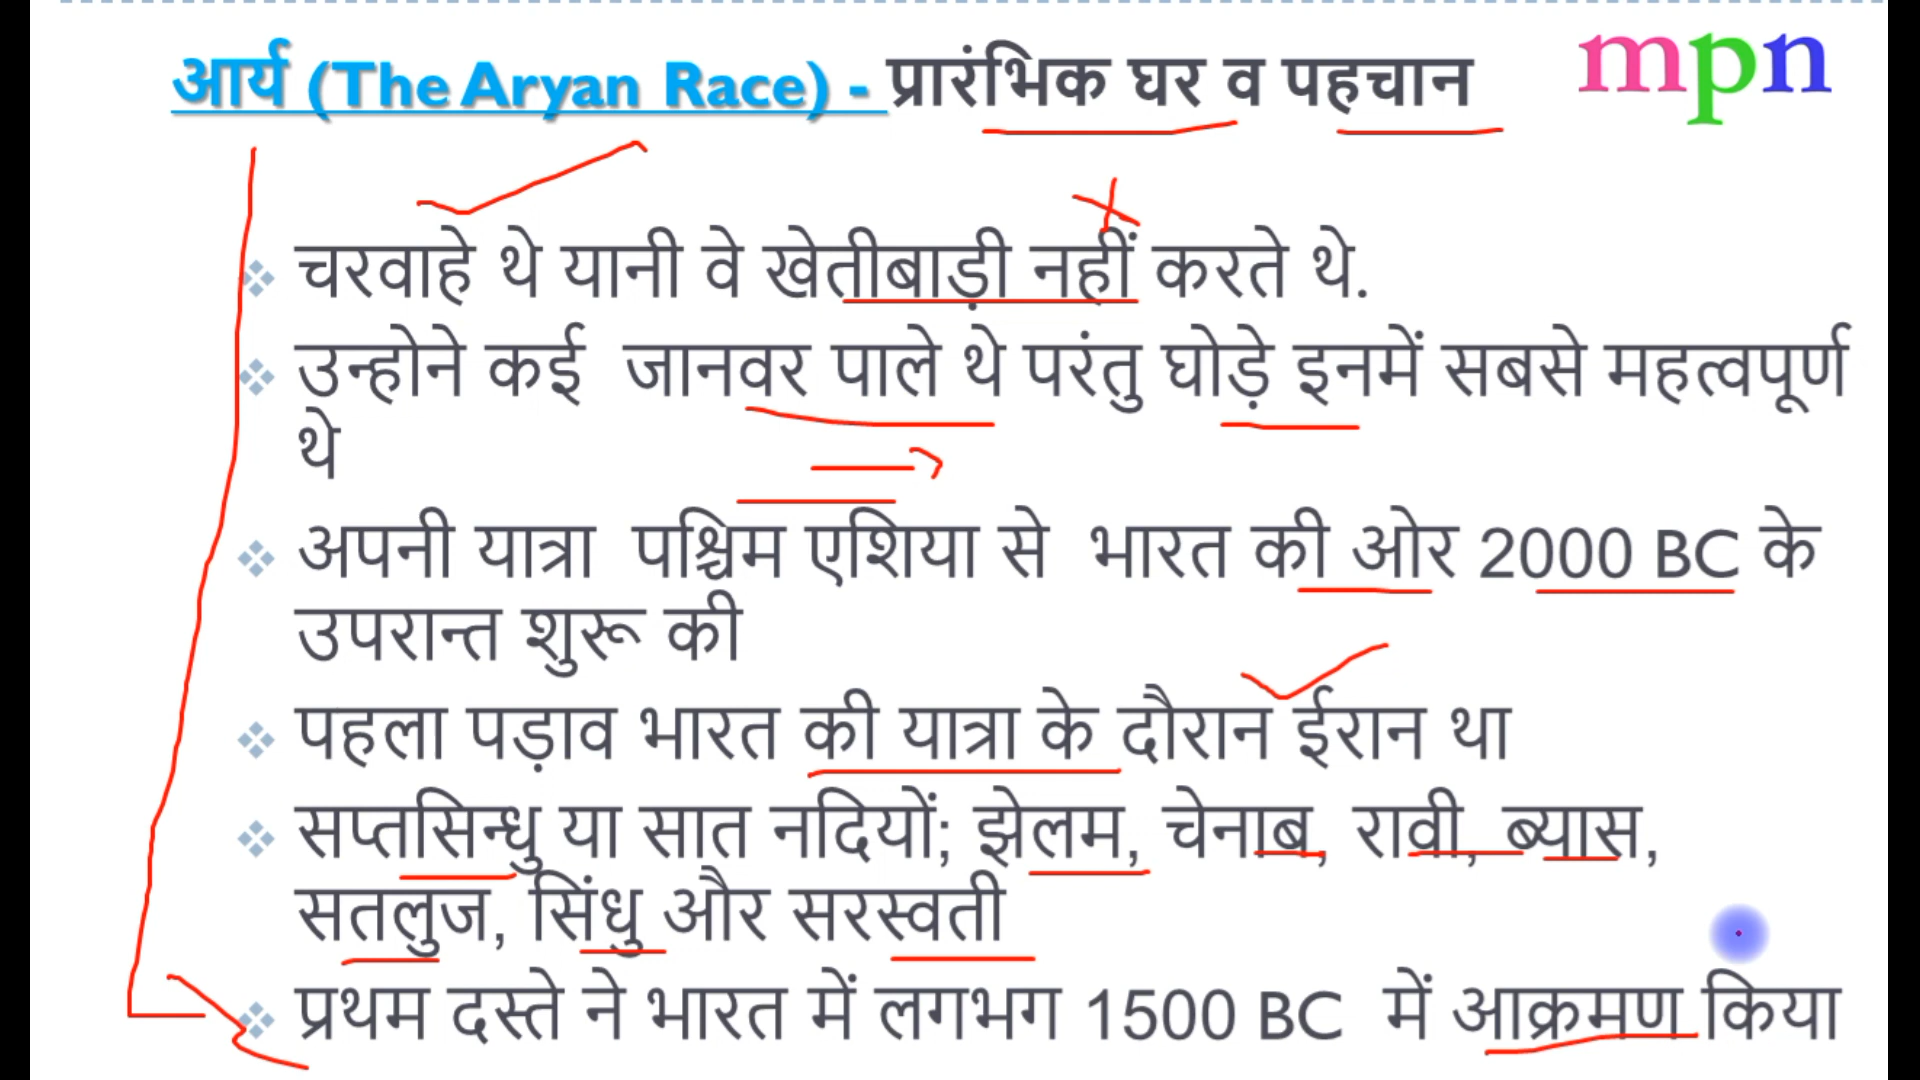 आर्य (The Aryan Race) - प्रारंभिक घर व पहचान
mpn
चरवाहे थे यानी वे खेतीबाड़ी नहीं करते थे.
उन्होने कई जानवर पाले थे परंतु घोड़े इनमें सबसे महत्वपूर्ण
थे
अपनी यात्रा पश्चिम एशिया से भारत की ओर 2000 BC के
उपरान्त शुरू की
पहला पड़ाव भारत की यात्रा के दौरान ईरान था
सप्तसिन्धु या सात नदियों; झेलम, चेनाब, रावी, ब्यास,
सतलुज, सिंधु और सरस्वती
प्रथम दस्ते ने भारत में लगभग 1500 BC में आक्रमण किया